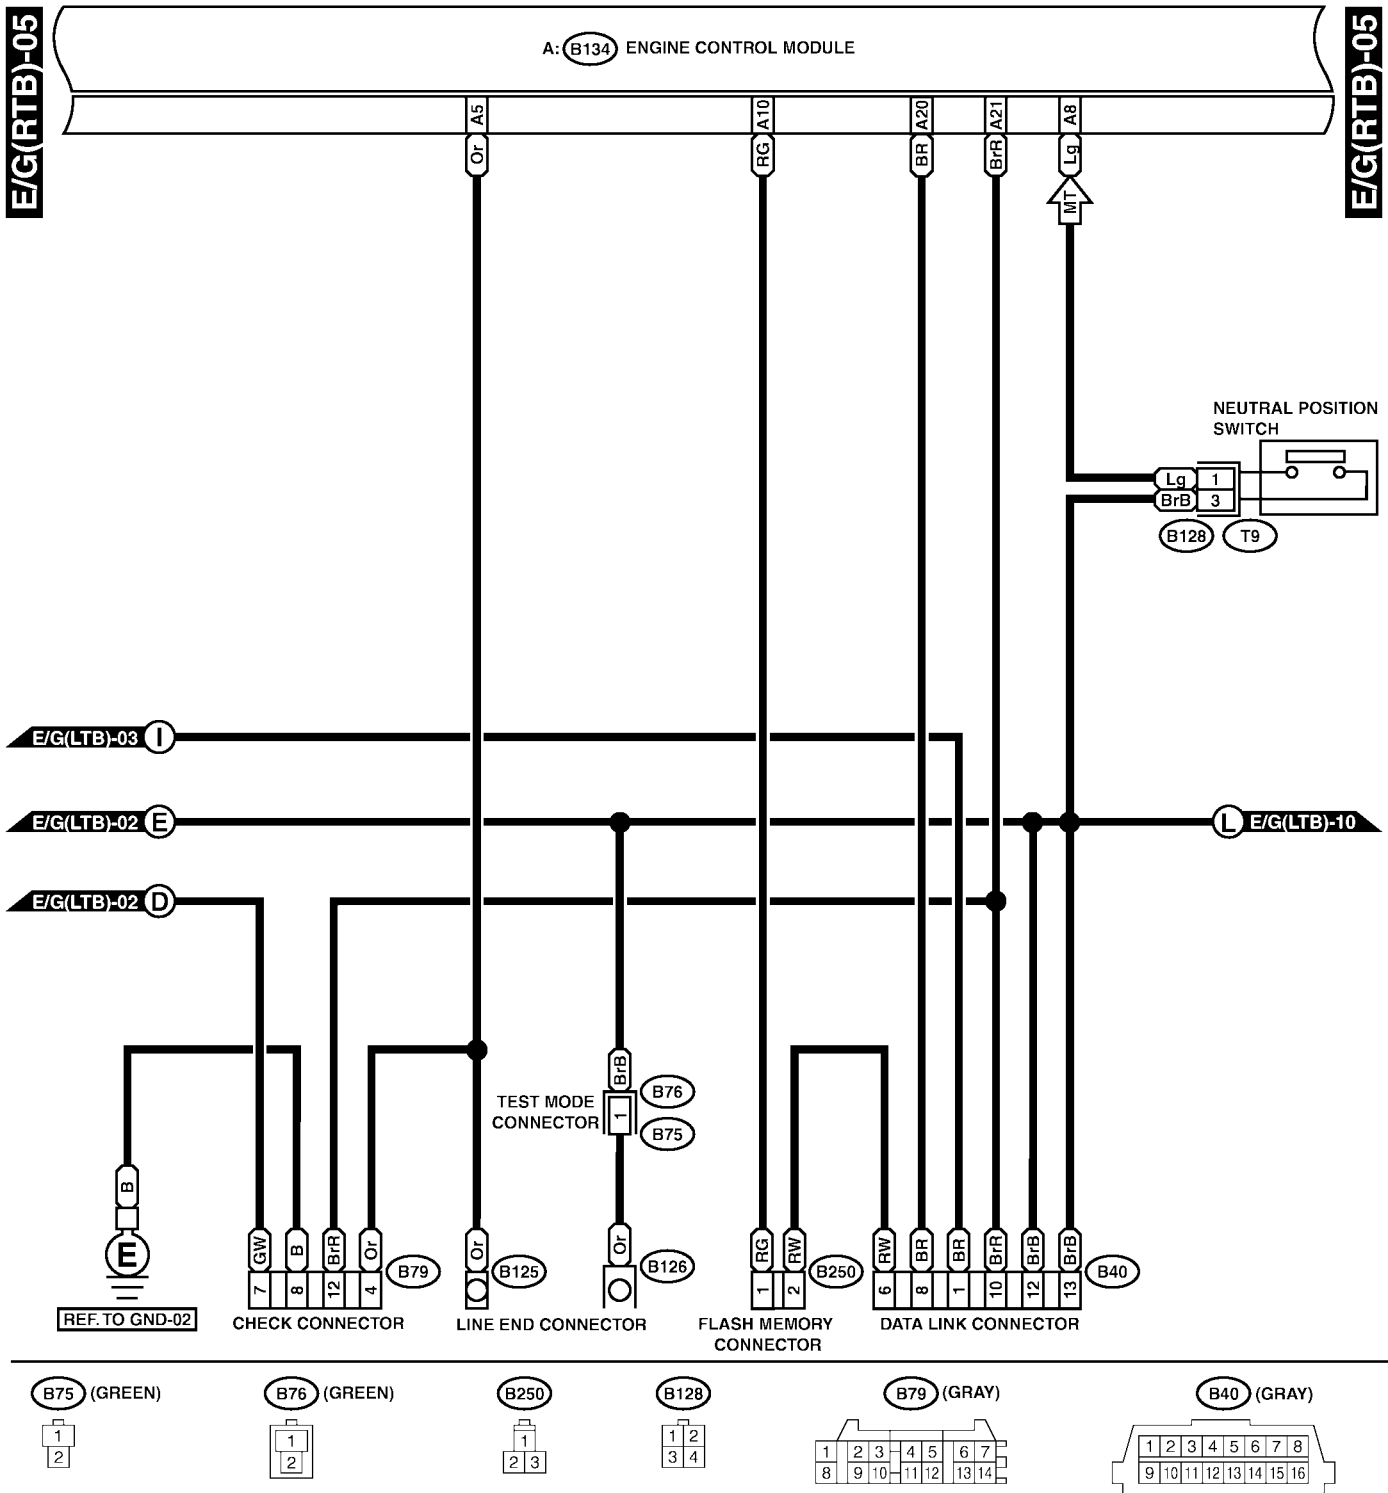 E/G(RTB)-05
E/G(RTB)-05
A: B134 ENGINE CONTROL MODULE
A5 A10 A20 A21 A8
Or RG BR BrR Lg
MT
NEUTRAL POSITION
SWITCH
Lg 1
BrB 3
B128 T9
E/G(LTB)-03 I
E/G(LTB)-02 E
L E/G(LTB)-10
E/G(LTB)-02 D
BrB
B76
TEST MODE
CONNECTOR
1
B75
B
E
REF. TO GND-02
GW B BrR Or
7 8 12 4
B79
CHECK CONNECTOR
Or
B125
LINE END CONNECTOR
Or
B126
RG RW
1 2
B250
FLASH MEMORY
CONNECTOR
RW BR BR BrR BrB BrB
6 8 1 10 12 13
B40
DATA LINK CONNECTOR
B75 (GREEN)
1
2
B76 (GREEN)
1
2
B250
1
2 3
B128
1 2
3 4
B79 (GRAY)
1 2 3 4 5 6 7
8 9 10 11 12 13 14
B40 (GRAY)
1 2 3 4 5 6 7 8
9 10 11 12 13 14 15 16